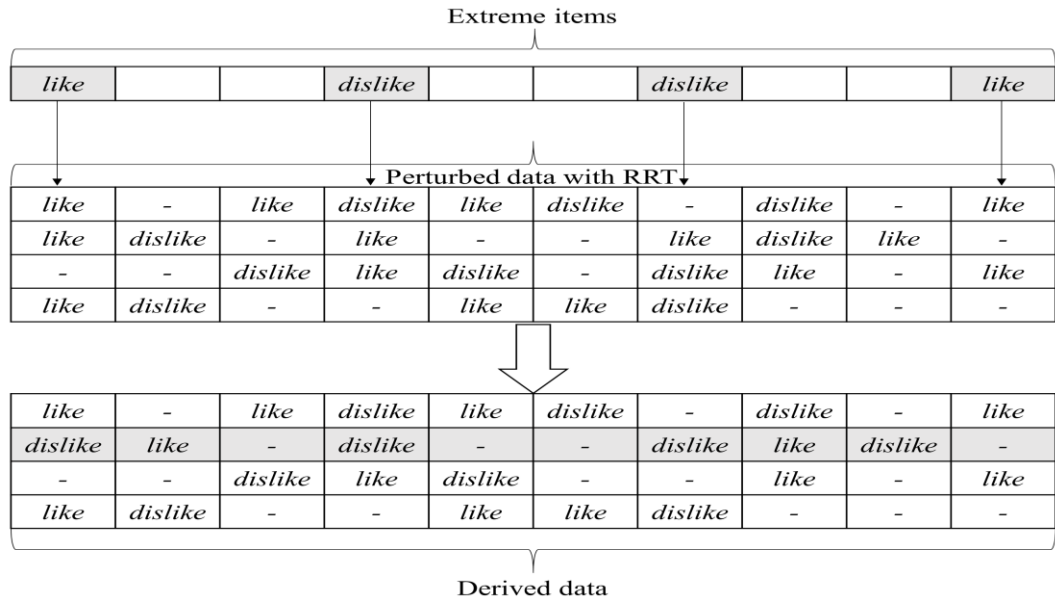 Extreme items
like dislike dislike like
Perturbed data with RRT
like - like dislike like dislike - dislike - like
like dislike - like - - like dislike like -
- - dislike like dislike - dislike like - like
like dislike - - like like dislike - - -
like - like dislike like dislike - dislike - like
dislike like - dislike - - dislike like dislike -
- - dislike like dislike - - like - like
like dislike - - like like dislike - - -
Derived data